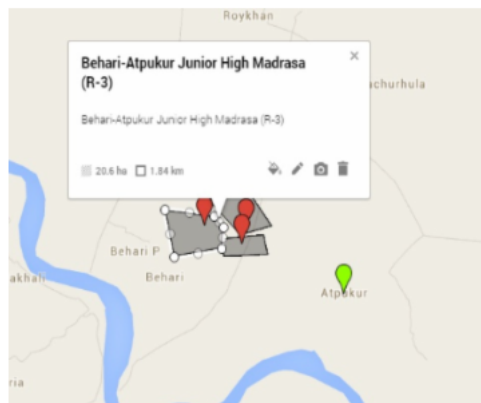 Roykhan
Behari-Atpukur Junior High Madrasa
(R-3)
Behari-Atpukur Junior High Madrasa (R-3)
20.6 ha 1.84 km
achurhula
Behari P
akhali
Behari
Atpukur
ria